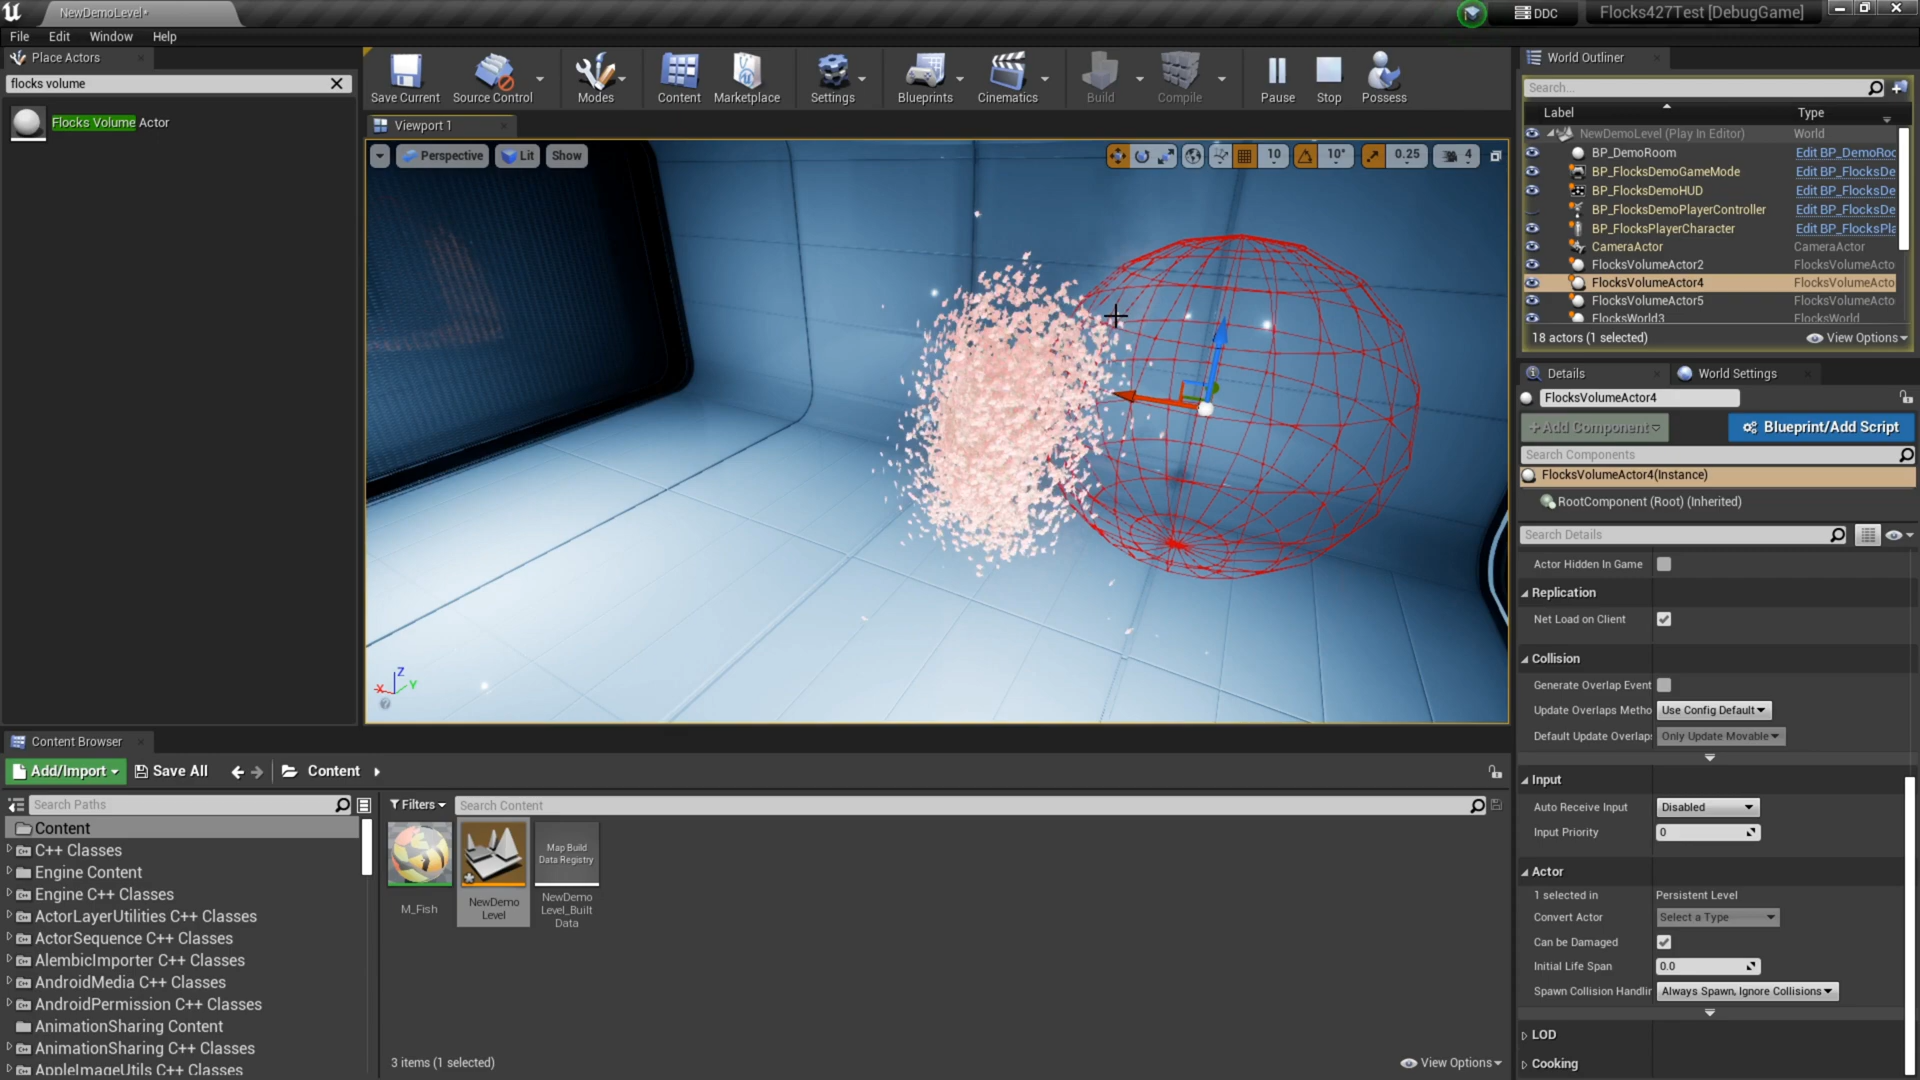 NewDemoLevel•
DDC
Flocks427Test [DebugGame]
File Edit Window Help
Place Actors
flocks volume
Flocks Volume Actor
Save Current
Source Control
Modes
Content
Marketplace
Settings
Blueprints
Cinematics
Build
Compile
Pause
Stop
Possess
Viewport 1
Perspective
Lit
Show
10
10°
0.25
4
Z
X
Y
World Outliner
Search...
Label Type
NewDemoLevel (Play In Editor) World
BP_DemoRoom Edit BP_DemoRoo
BP_FlocksDemoGameMode Edit BP_FlocksDe
BP_FlocksDemoHUD Edit BP_FlocksDe
BP_FlocksDemoPlayerController Edit BP_FlocksDe
BP_FlocksPlayerCharacter Edit BP_FlocksPla
CameraActor CameraActor
FlocksVolumeActor2 FlocksVolumeActo
FlocksVolumeActor4 FlocksVolumeActo
FlocksVolumeActor5 FlocksVolumeActo
FlocksWorld3 FlocksWorld
18 actors (1 selected)
View Options
Details
World Settings
FlocksVolumeActor4
+Add Component
Blueprint/Add Script
Search Components
FlocksVolumeActor4(Instance)
RootComponent (Root) (Inherited)
Search Details
Actor Hidden In Game
Replication
Net Load on Client
Collision
Generate Overlap Event
Update Overlaps Metho Use Config Default
Default Update Overlap Only Update Movable
Input
Auto Receive Input Disabled
Input Priority 0
Actor
1 selected in Persistent Level
Convert Actor Select a Type
Can be Damaged
Initial Life Span 0.0
Spawn Collision Handlin Always Spawn, Ignore Collisions
LOD
Cooking
Content Browser
Add/Import
Save All
Content
Search Paths
Content
C++ Classes
Engine Content
Engine C++ Classes
ActorLayerUtilities C++ Classes
ActorSequence C++ Classes
AlembicImporter C++ Classes
AndroidMedia C++ Classes
AndroidPermission C++ Classes
AnimationSharing Content
AnimationSharing C++ Classes
AppleImageUtils C++ Classes
Filters
Search Content
M_Fish
NewDemo
Level
Map Build
Data Registry
NewDemo
Level_Built
Data
3 items (1 selected)
View Options